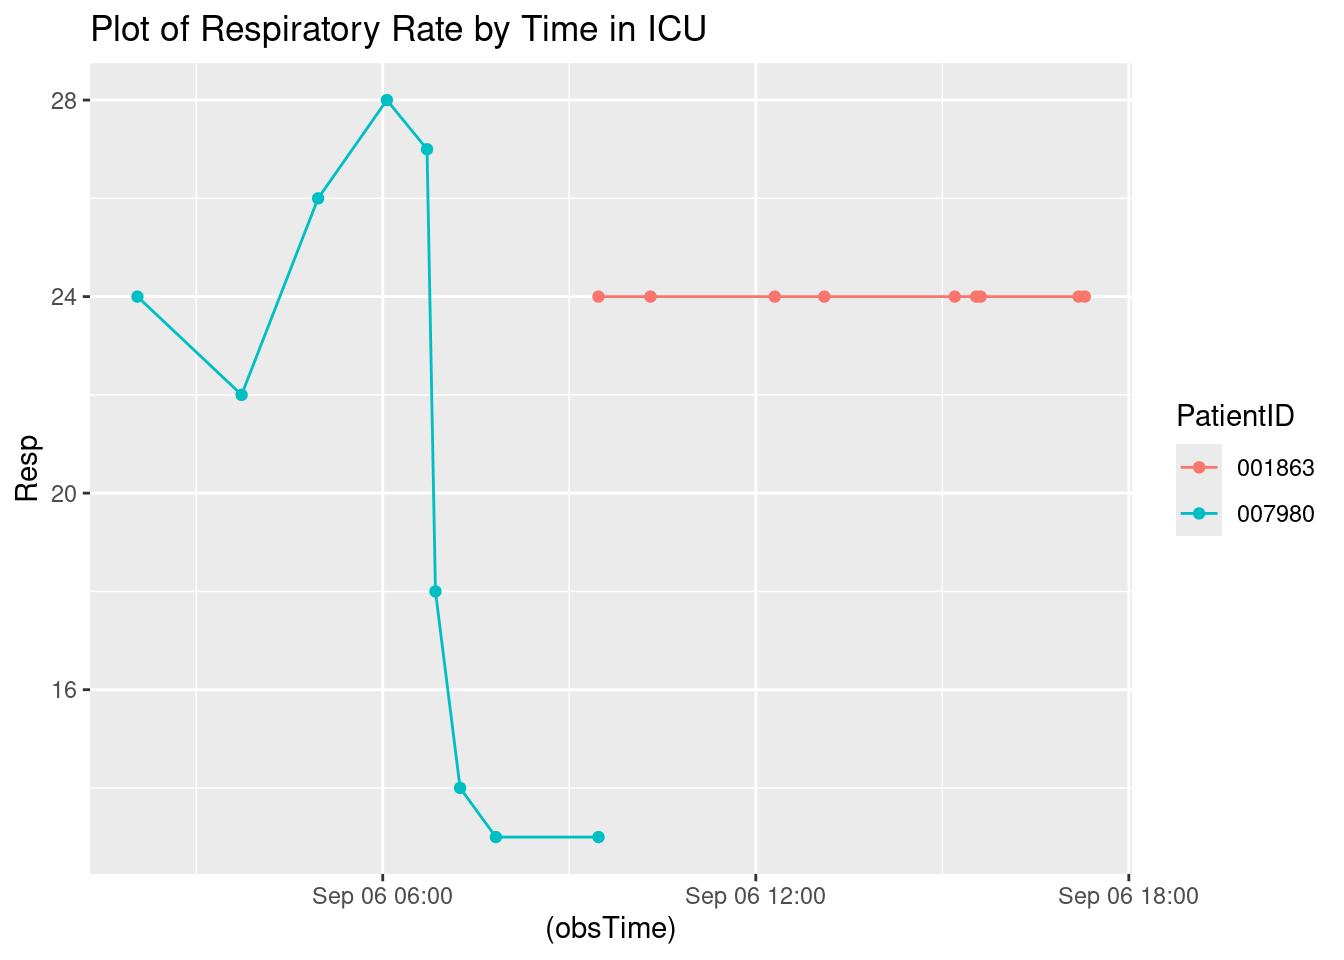 Plot of Respiratory Rate by Time in ICU
28
24
20
16
Resp
Sep 06 06:00
Sep 06 12:00
Sep 06 18:00
(obsTime)
PatientID
001863
007980